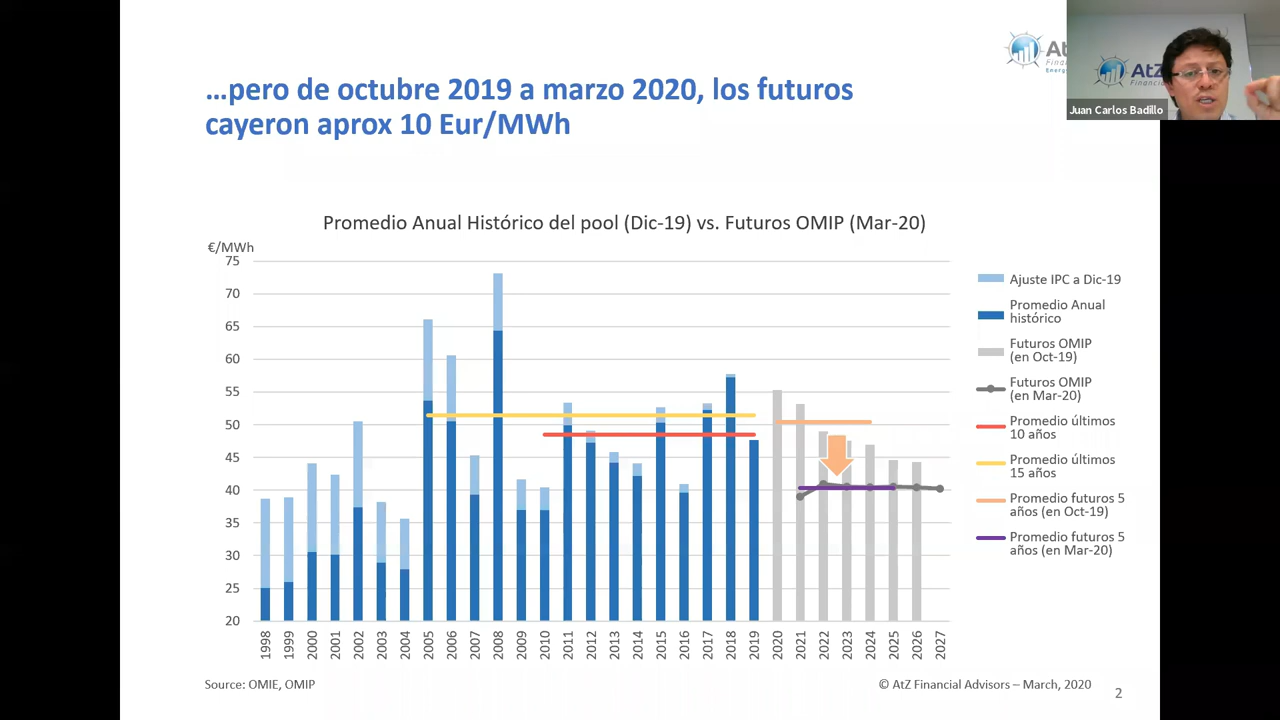 …pero de octubre 2019 a marzo 2020, los futuros
cayeron aprox 10 Eur/MWh
AtZ
Juan Carlos Badillo
Promedio Anual Histórico del pool (Dic-19) vs. Futuros OMIP (Mar-20)
€/MWh
75
70
65
60
55
50
45
40
35
30
25
20
1998
1999
2000
2001
2002
2003
2004
2005
2006
2007
2008
2009
2010
2011
2012
2013
2014
2015
2016
2017
2018
2019
2020
2021
2022
2023
2024
2025
2026
2027
Ajuste IPC a Dic-19
Promedio Anual
histórico
Futuros OMIP
(en Oct-19)
Futuros OMIP
(en Mar-20)
Promedio últimos
10 años
Promedio últimos
15 años
Promedio futuros 5
años (en Oct-19)
Promedio futuros 5
años (en Mar-20)
Source: OMIE, OMIP
© AtZ Financial Advisors – March, 2020
2